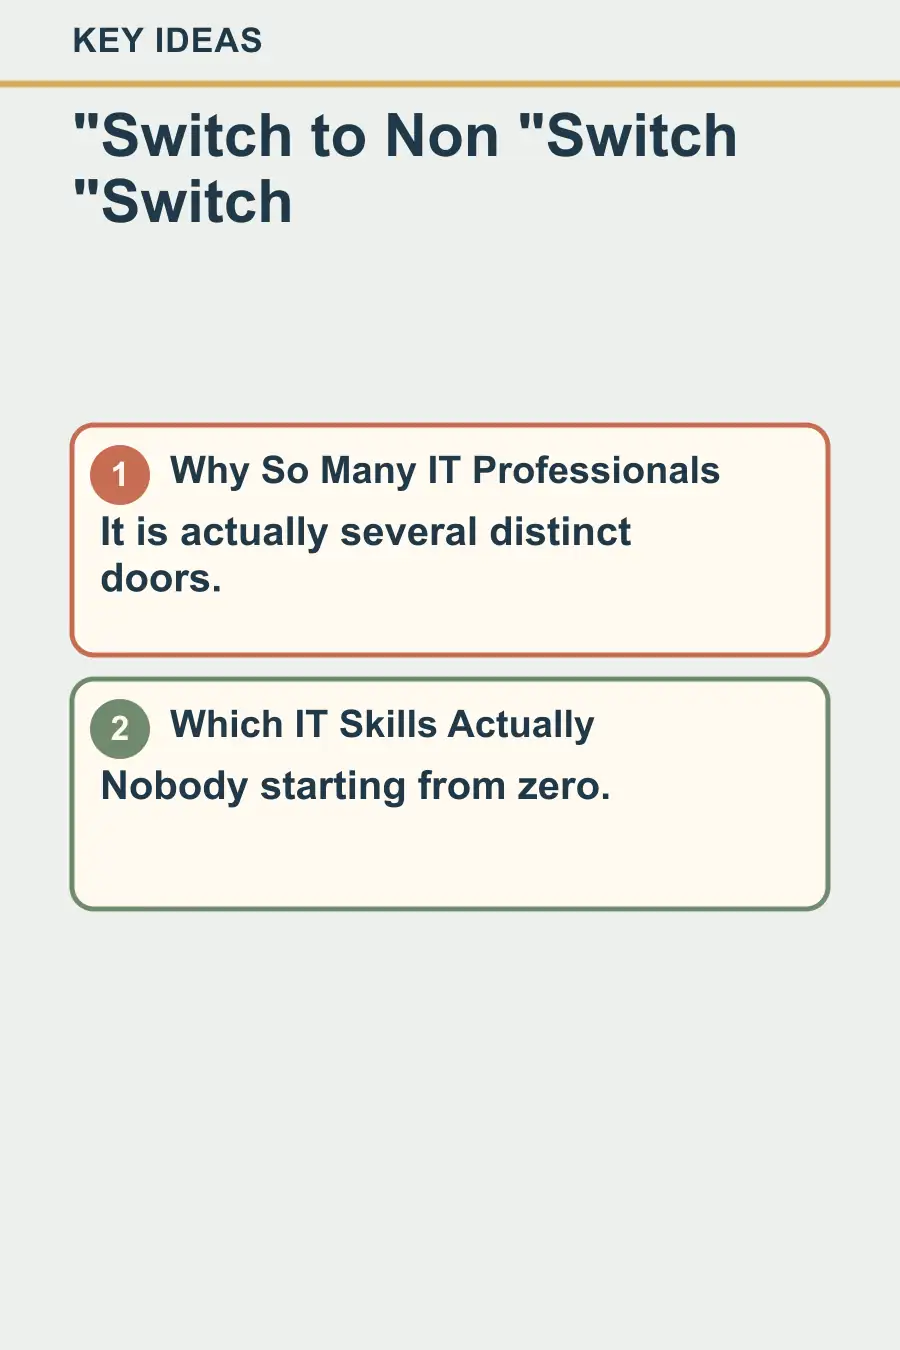 KEY IDEAS
"Switch to Non "Switch
"Switch
1 Why So Many IT Professionals
It is actually several distinct
doors.
2 Which IT Skills Actually
Nobody starting from zero.